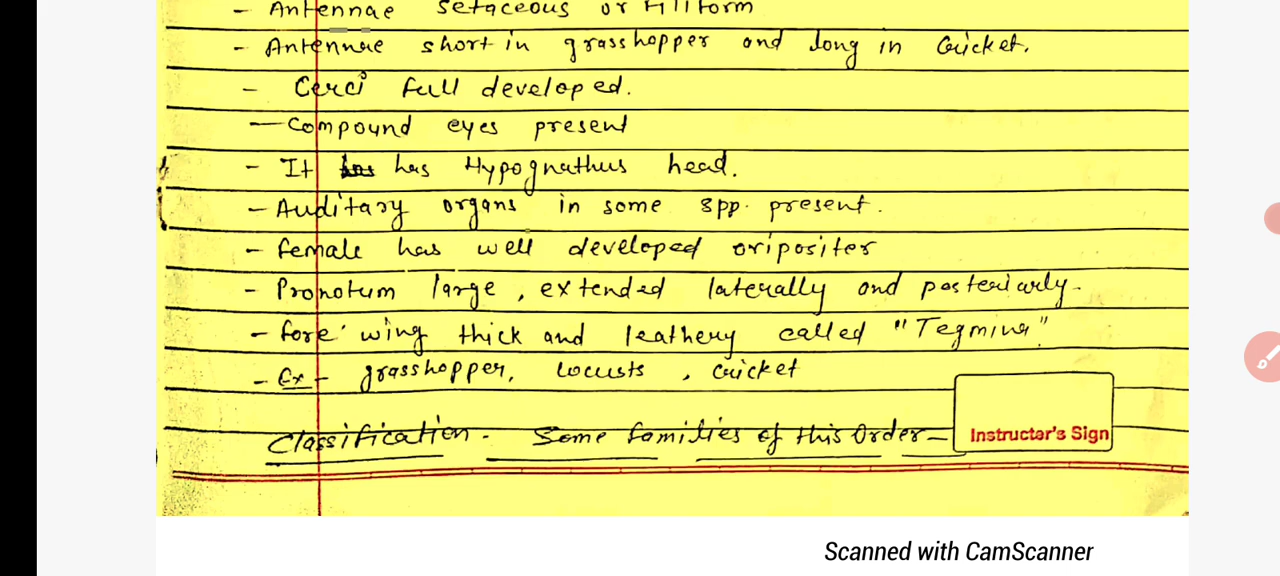 - Antennae setaceous or filiform
- Antennae short in grasshopper and long in Cricket.
- Cerci full developed.
- Compound eyes present
- It has has Hypognathus head.
- Auditary organs in some spp. present.
- female has well developed oripositer
- Pronotum large, extended laterally and posteriarly-
- fore wing thick and leathery called "Tegmina"
- Ex - grasshopper, Locusts, Cricket
Classification - Some families of this Order -
Instructor's Sign
Scanned with CamScanner